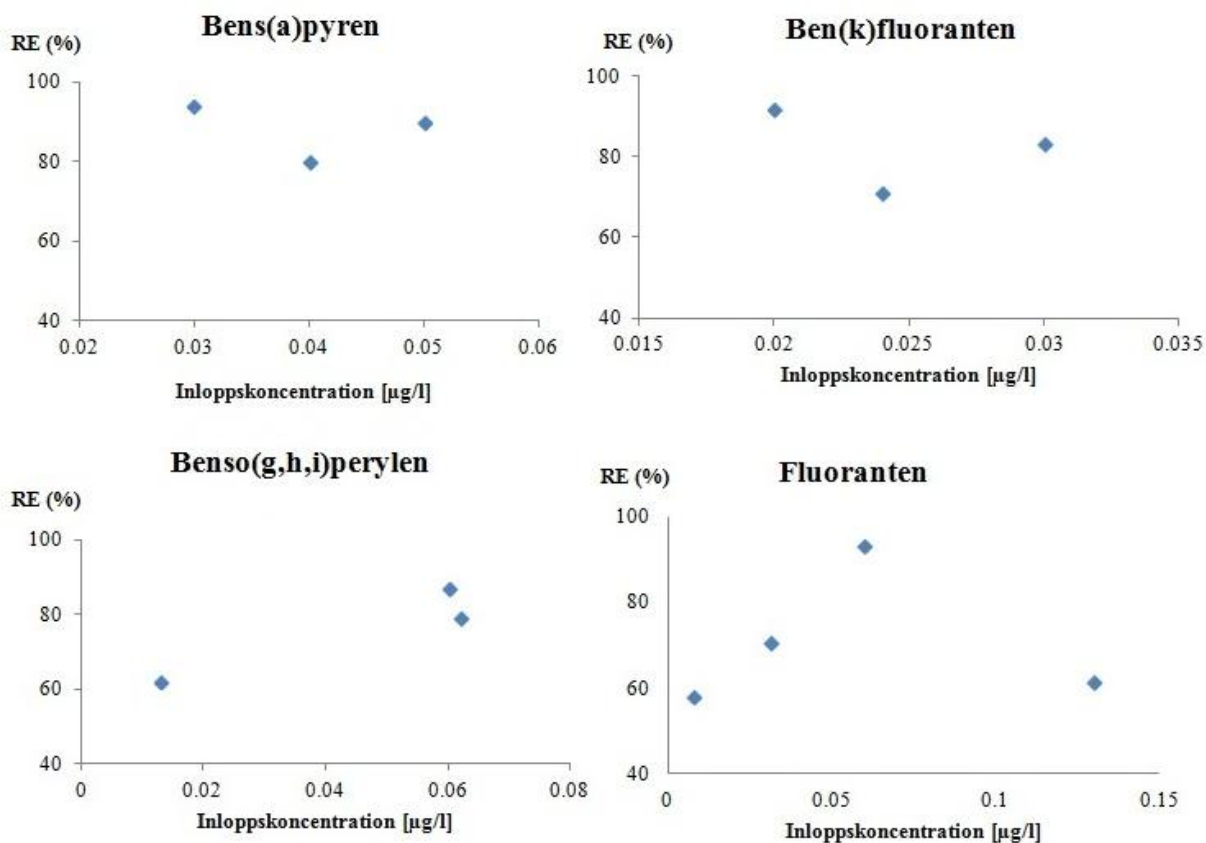 Bens(a)pyren
RE (%)
100
80
60
40
0.02 0.03 0.04 0.05 0.06
Inloppskoncentration [µg/l]
Ben(k)fluoranten
RE (%)
100
80
60
40
0.015 0.02 0.025 0.03 0.035
Inloppskoncentration [µg/l]
Benso(g,h,i)perylen
RE (%)
100
80
60
40
0 0.02 0.04 0.06 0.08
Inloppskoncentration [µg/l]
Fluoranten
RE (%)
100
80
60
40
0 0.05 0.1 0.15
Inloppskoncentration [µg/l]